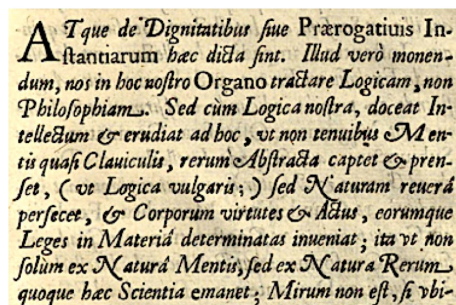 ATque de Dignitatibus siue Prærogatiuis In-
stantiarum hæc dicta sint. Illud verò monen-
dum, nos in hoc nostro Organo tractare Logicam, non
Philosophiam. Sed cùm Logica nostra, doceat In-
tellectum & erudiat ad hoc, vt non tenuibus Men-
tis quasi Clauiculis, rerum Abstracta captet & pren-
set, (vt Logica vulgaris;) sed Naturam reuerà
persecet, & Corporum virtutes & Actus, eorumque
Leges in Materiâ determinatas inueniat; ita vt non
solùm ex Naturâ Mentis, sed ex Natura Rerum
quoque hæc Scientia emanet; Mirum non est, si vbi-